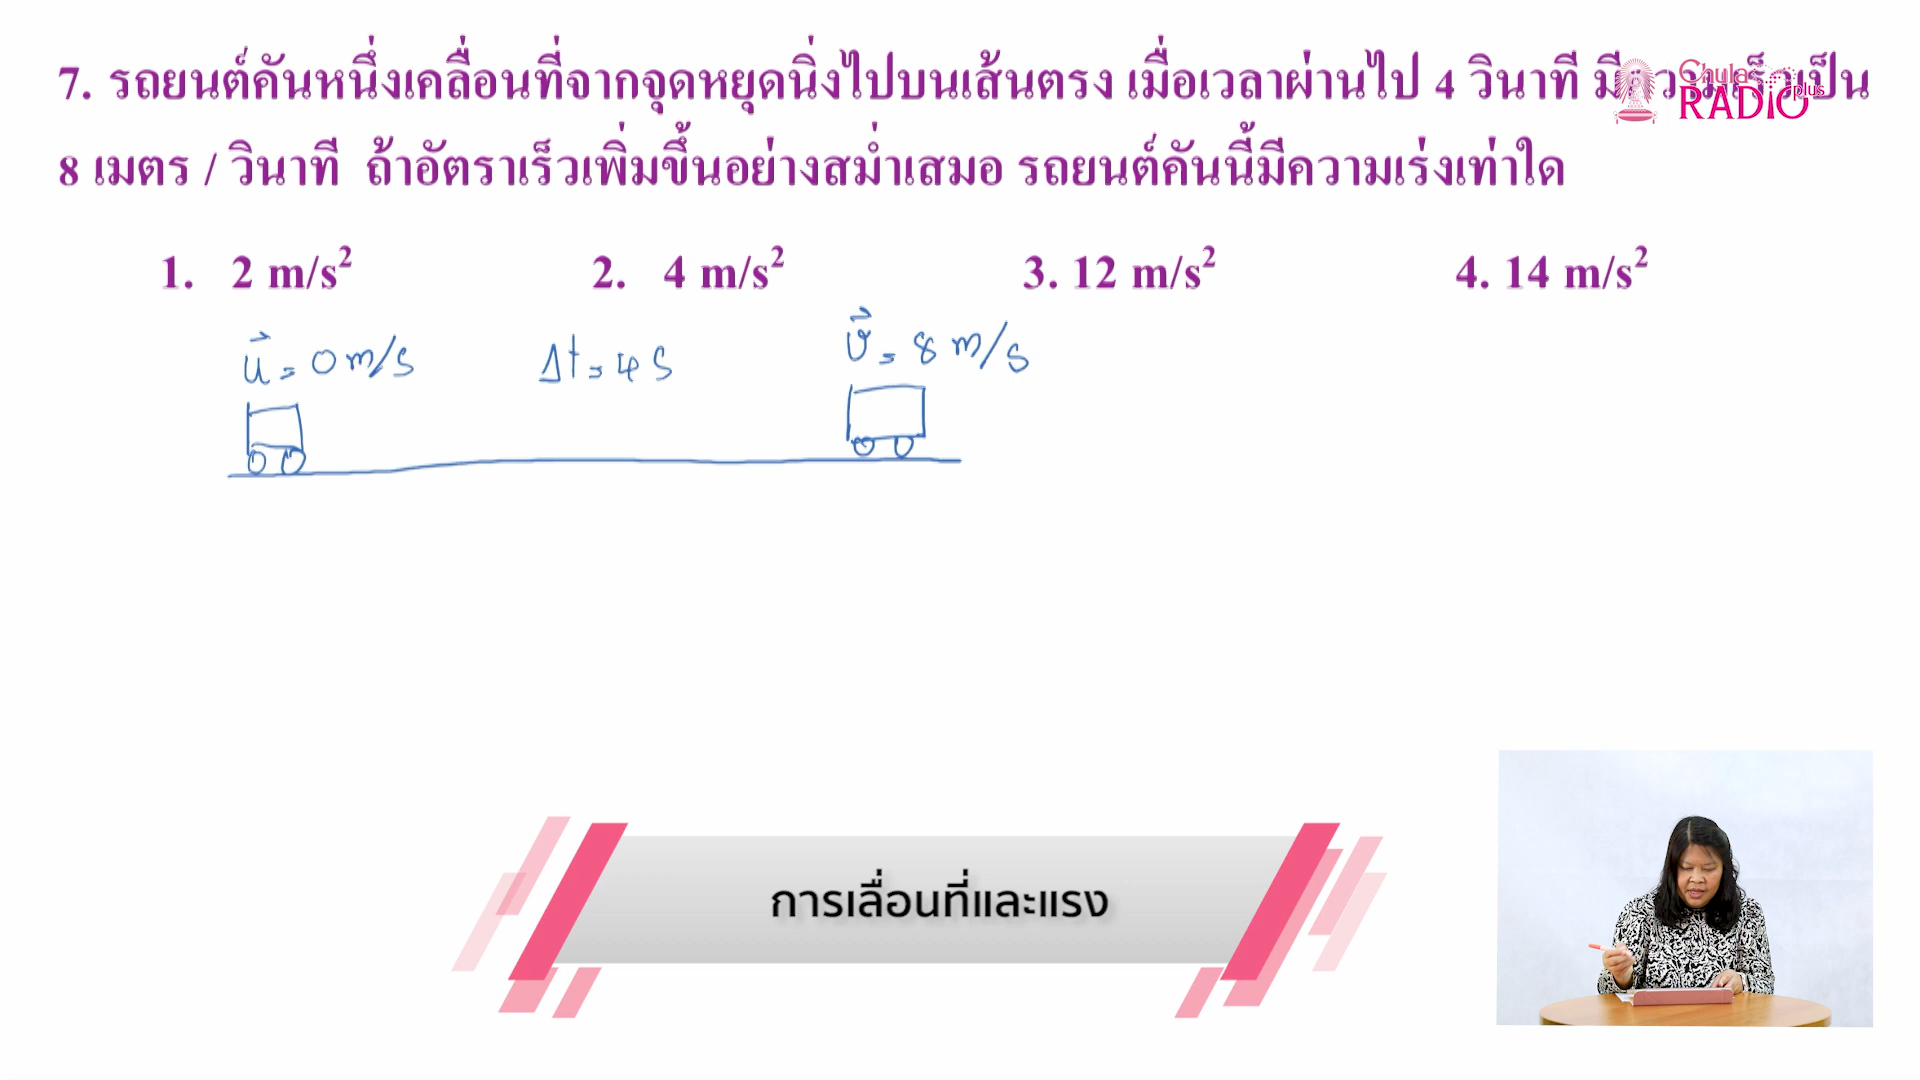 7. รถยนต์คันหนึ่งเคลื่อนที่จากจุดหยุดนิ่งไปบนเส้นตรง เมื่อเวลาผ่านไป 4 วินาที มีความเร็วเป็น
Chula RADIO plus
8 เมตร / วินาที ถ้าอัตราเร็วเพิ่มขึ้นอย่างสม่ำเสมอ รถยนต์คันนี้มีความเร่งเท่าใด
1. 2 m/s² 2. 4 m/s² 3. 12 m/s² 4. 14 m/s²
u⃗ = 0 m/s Δt = 4 s v⃗ = 8 m/s
การเลื่อนที่และแรง